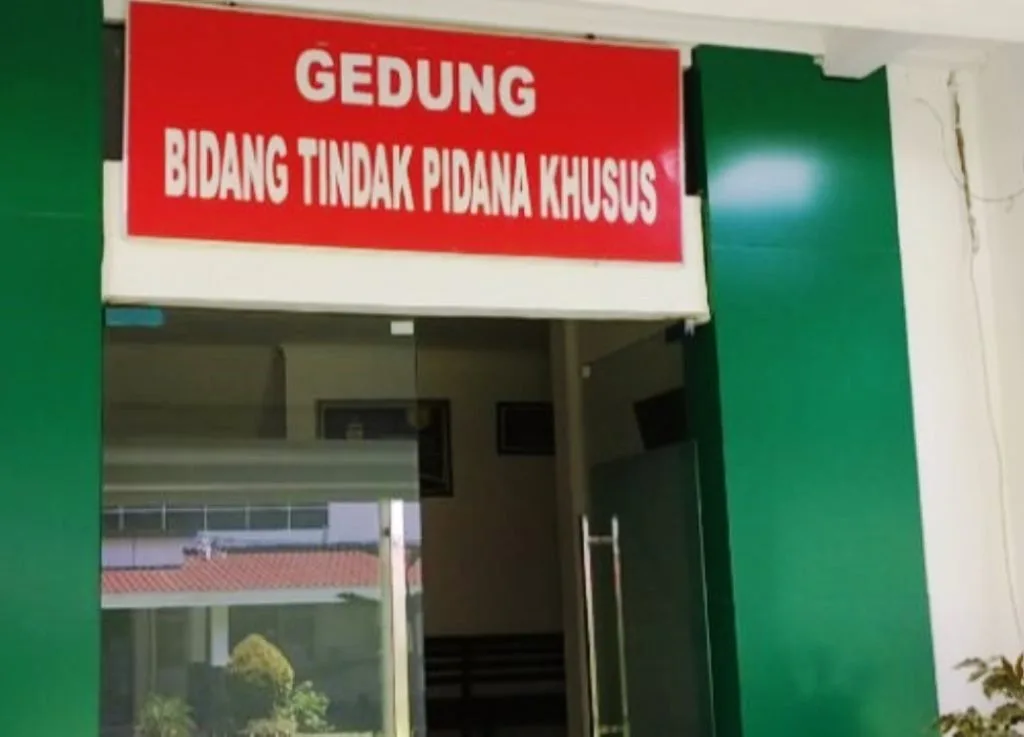 GEDUNG
BIDANG TINDAK PIDANA KHUSUS